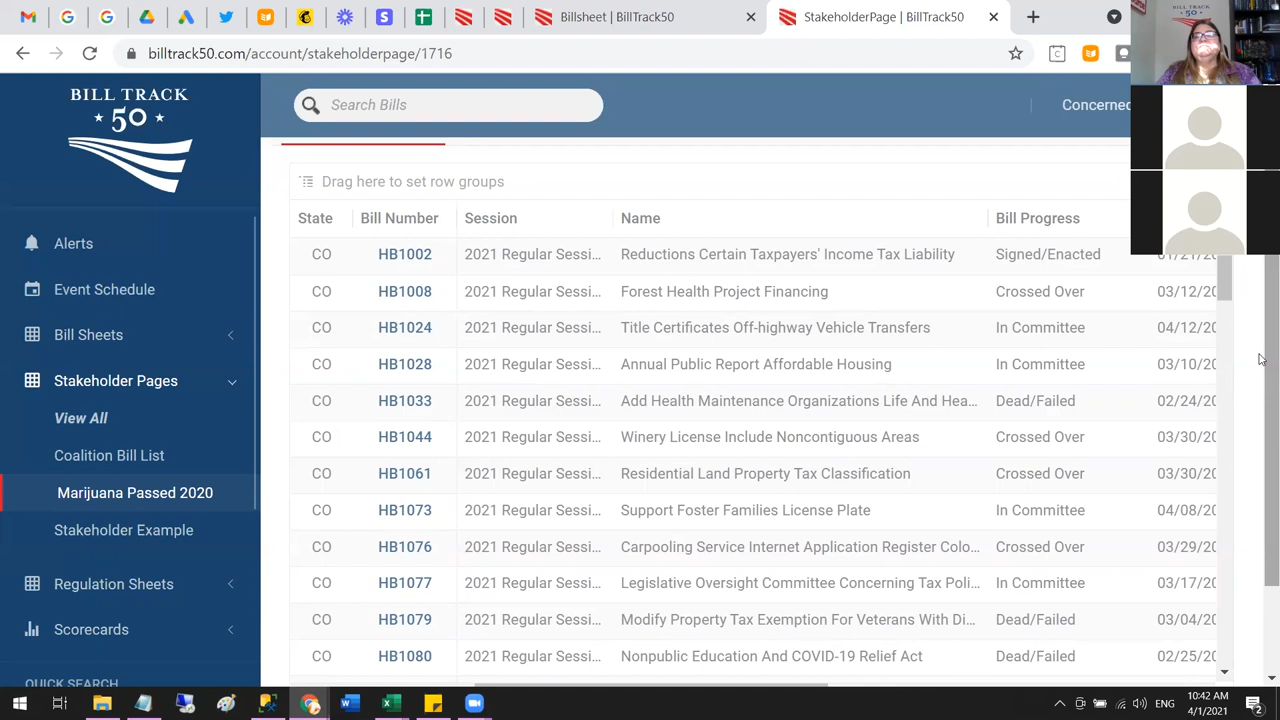 Billsheet | BillTrack50
StakeholderPage | BillTrack50
billtrack50.com/account/stakeholderpage/1716
BILL TRACK
50
Search Bills
Concerned
Alerts
Event Schedule
Bill Sheets
Stakeholder Pages
View All
Coalition Bill List
Marijuana Passed 2020
Stakeholder Example
Regulation Sheets
Scorecards
QUICK SEARCH
Drag here to set row groups
State Bill Number Session Name Bill Progress
CO HB1002 2021 Regular Sessi... Reductions Certain Taxpayers' Income Tax Liability Signed/Enacted
CO HB1008 2021 Regular Sessi... Forest Health Project Financing Crossed Over 03/12/20
CO HB1024 2021 Regular Sessi... Title Certificates Off-highway Vehicle Transfers In Committee 04/12/20
CO HB1028 2021 Regular Sessi... Annual Public Report Affordable Housing In Committee 03/10/20
CO HB1033 2021 Regular Sessi... Add Health Maintenance Organizations Life And Hea... Dead/Failed 02/24/20
CO HB1044 2021 Regular Sessi... Winery License Include Noncontiguous Areas Crossed Over 03/30/20
CO HB1061 2021 Regular Sessi... Residential Land Property Tax Classification Crossed Over 03/30/20
CO HB1073 2021 Regular Sessi... Support Foster Families License Plate In Committee 04/08/20
CO HB1076 2021 Regular Sessi... Carpooling Service Internet Application Register Colo... Crossed Over 03/29/20
CO HB1077 2021 Regular Sessi... Legislative Oversight Committee Concerning Tax Poli... In Committee 03/17/20
CO HB1079 2021 Regular Sessi... Modify Property Tax Exemption For Veterans With Di... Dead/Failed 03/04/20
CO HB1080 2021 Regular Sessi... Nonpublic Education And COVID-19 Relief Act Dead/Failed 02/25/20
ENG
10:42 AM
4/1/2021
2